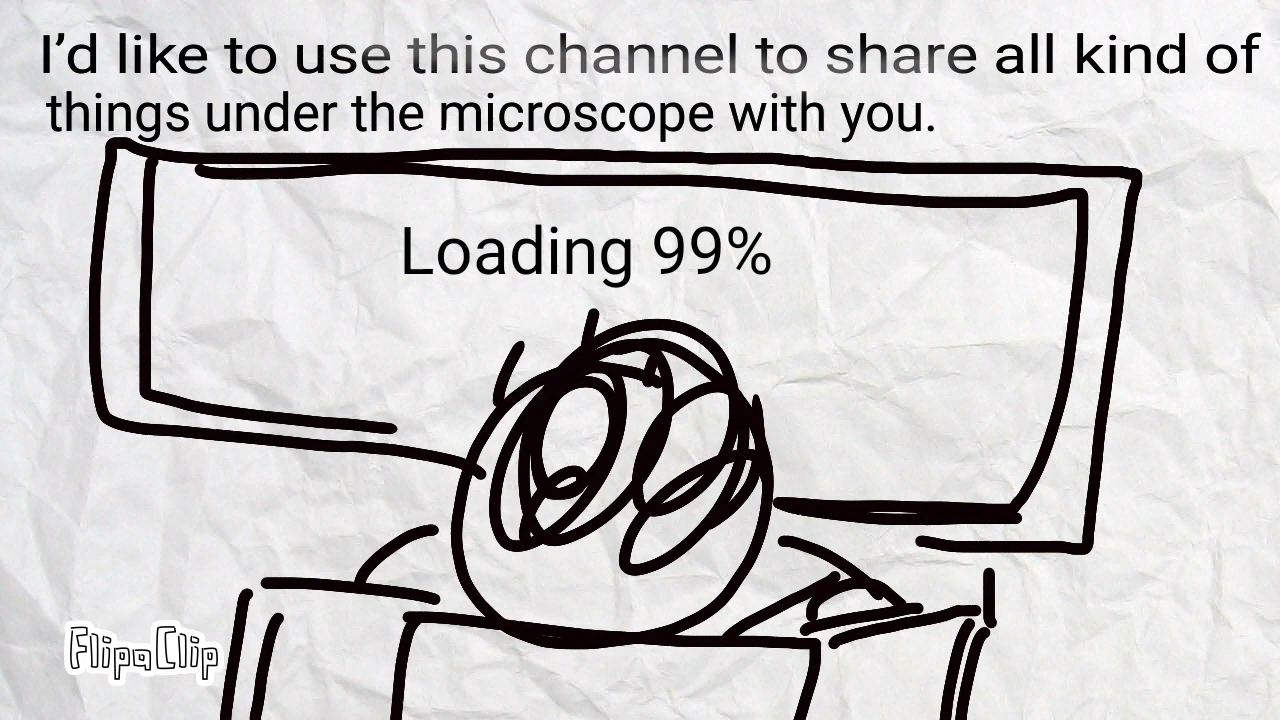 I’d like to use this channel to share all kind of
things under the microscope with you.
Loading 99%
FlipaClip